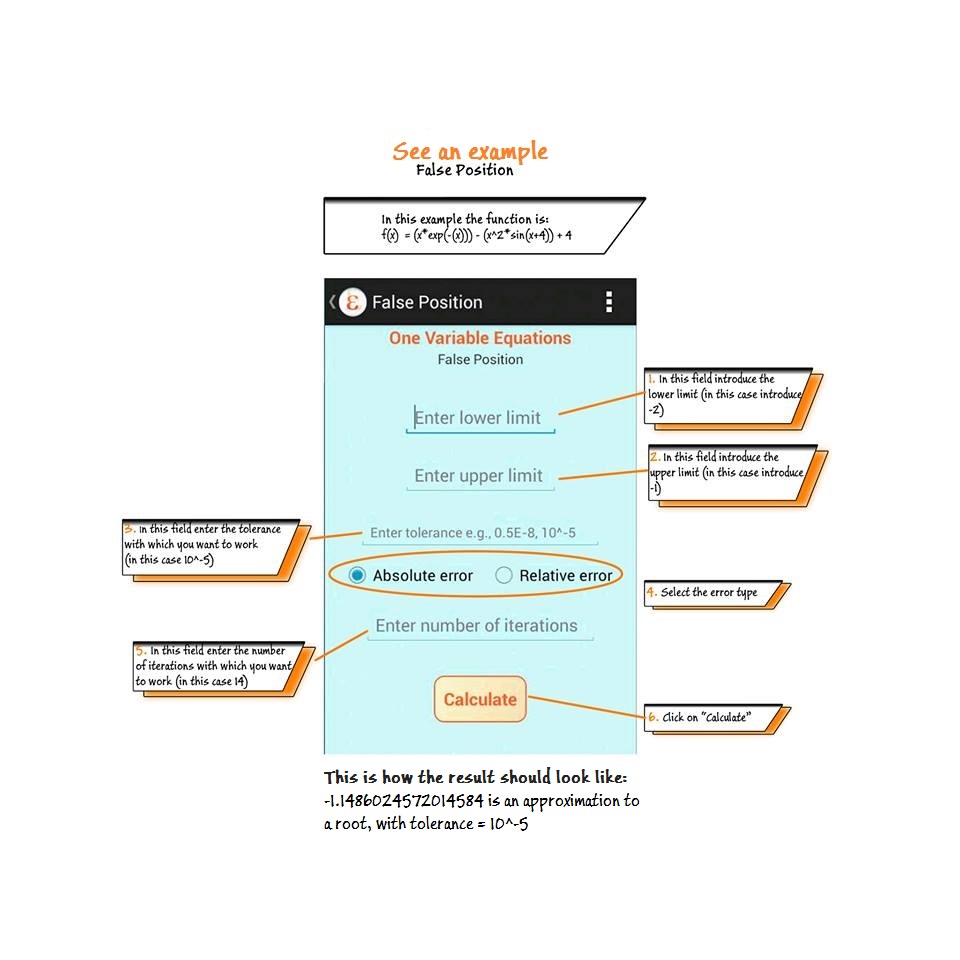 See an example
False Position
In this example the function is:
f(x) = (x*exp(-(x))) - (x^2*sin(x+4)) + 4
False Position
One Variable Equations
False Position
1. In this field introduce the
lower limit (in this case introduce
-2)
Enter lower limit
2. In this field introduce the
upper limit (in this case introduce
-1)
Enter upper limit
3. In this field enter the tolerance
with which you want to work
(in this case 10^-5)
Enter tolerance e.g., 0.5E-8, 10^-5
Absolute error
Relative error
4. Select the error type
Enter number of iterations
5. In this field enter the number
of iterations with which you want
to work (in this case 14)
Calculate
6. Click on "Calculate"
This is how the result should look like:
-1.1486024572014584 is an approximation to
a root, with tolerance = 10^-5